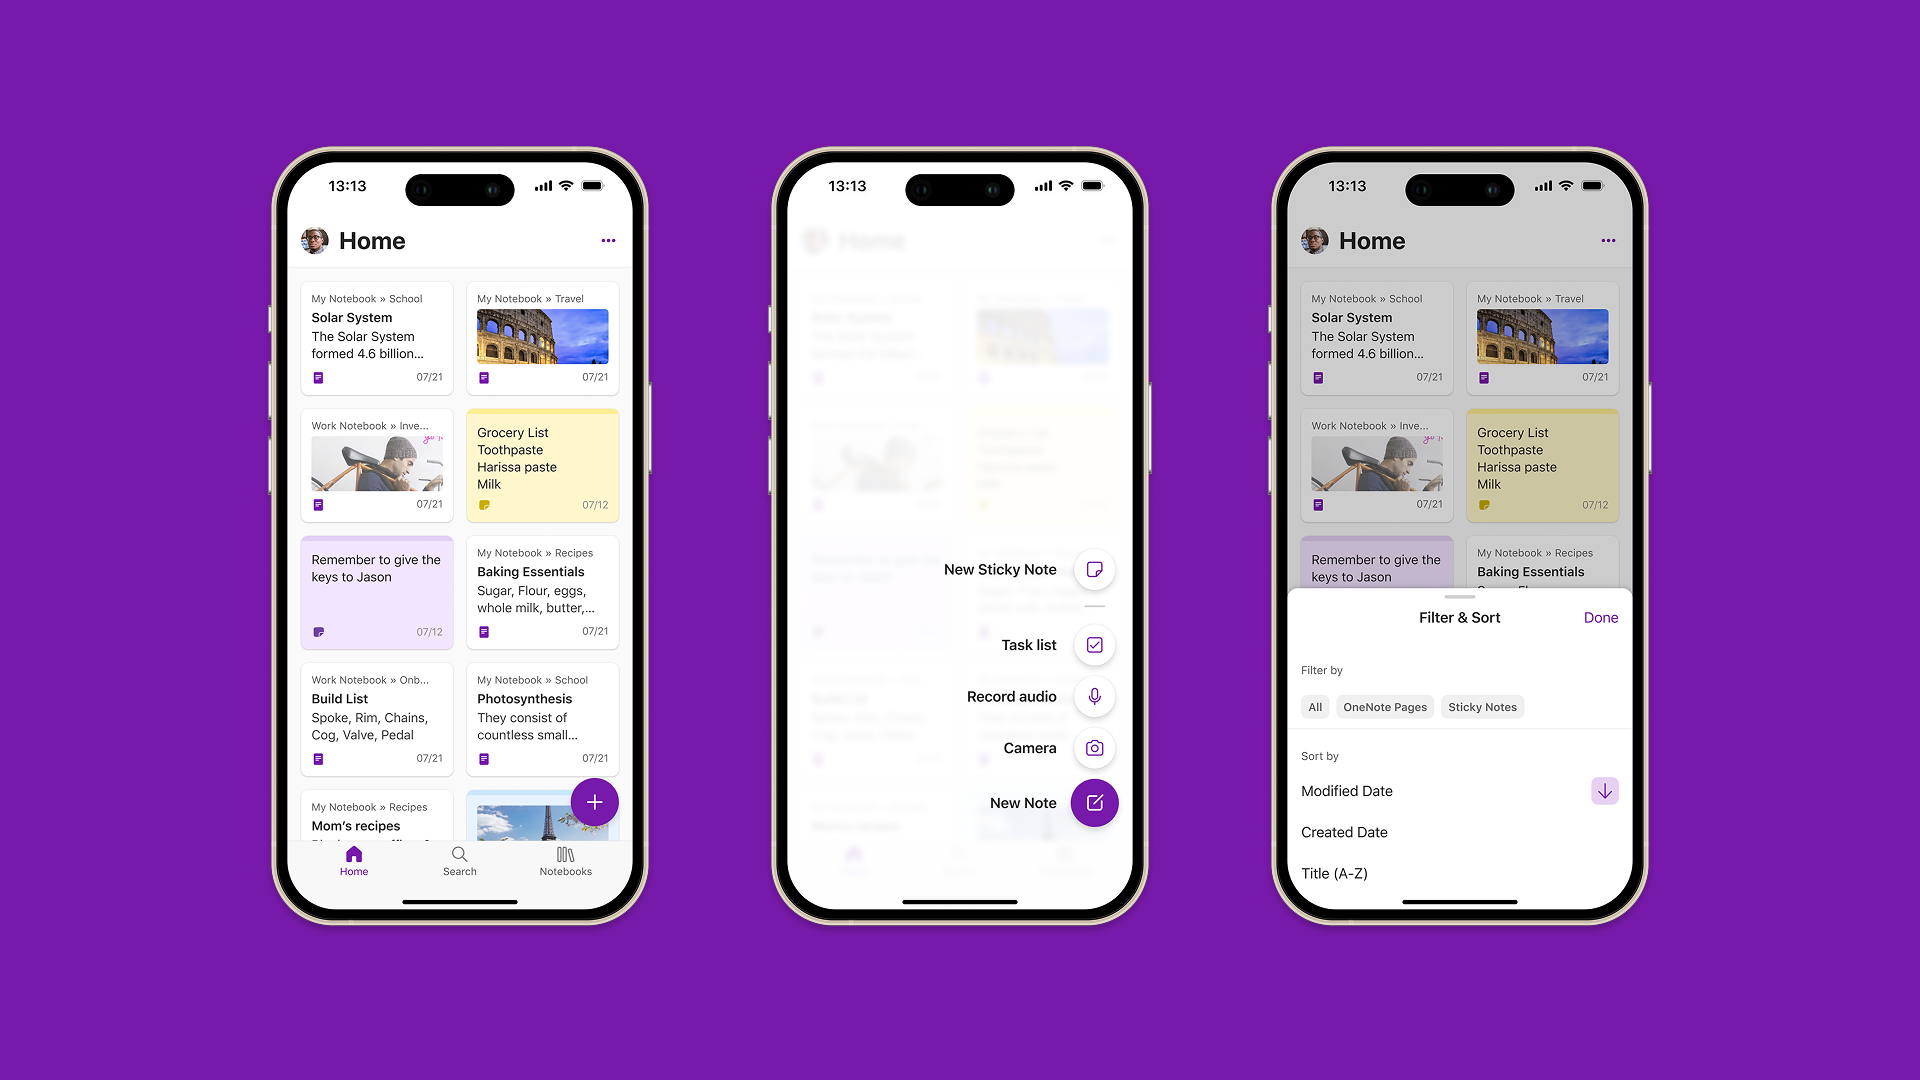 13:13
Home
My Notebook » School
Solar System
The Solar System
formed 4.6 billion...
07/21
My Notebook » Travel
07/21
Work Notebook » Inve...
07/21
Grocery List
Toothpaste
Harissa paste
Milk
07/12
Remember to give the
keys to Jason
07/12
My Notebook » Recipes
Baking Essentials
Sugar, Flour, eggs,
whole milk, butter,...
07/21
Work Notebook » Onb...
Build List
Spoke, Rim, Chains,
Cog, Valve, Pedal
07/21
My Notebook » School
Photosynthesis
They consist of
countless small...
07/21
My Notebook » Recipes
Mom's recipes
Home
Search
Notebooks
13:13
Home
New Sticky Note
Task list
Record audio
Camera
New Note
13:13
Home
My Notebook » School
Solar System
The Solar System
formed 4.6 billion...
07/21
My Notebook » Travel
07/21
Work Notebook » Inve...
07/21
Grocery List
Toothpaste
Harissa paste
Milk
07/12
Remember to give the
keys to Jason
My Notebook » Recipes
Baking Essentials
Filter & Sort
Done
Filter by
All
OneNote Pages
Sticky Notes
Sort by
Modified Date
Created Date
Title (A-Z)